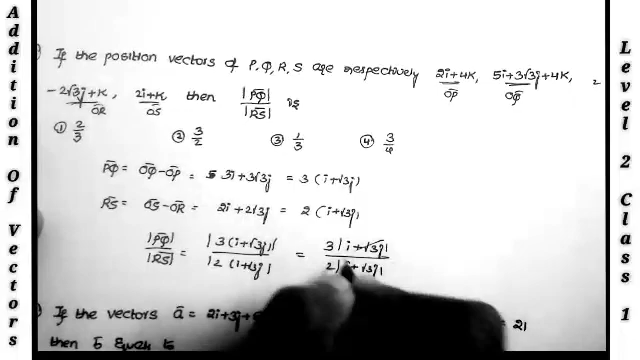 Addition Of Vectors
If the position vectors of P, Q, R, S are respectively 2i+4K, 5i+3√3j+4K,
-2√3j+K, 2i+K then |PQ̄|/|RS̄| is
OP̄ OQ̄
OR̄ OS̄
① 2/3 ② 3/2 ③ 1/3 ④ 3/4
PQ̄ = OQ̄-OP̄ = 3i+3√3j = 3(i+√3j)
RS̄ = OS̄-OR̄ = 2i+2√3j = 2(i+√3j)
|PQ̄|/|RS̄| = |3(i+√3j)|/|2(i+√3j)| = 3|i+√3j|/2|i+√3j|
If the vectors ā = 2i+3j+ = 21
then b̄ equals to
Level 2 Class 1